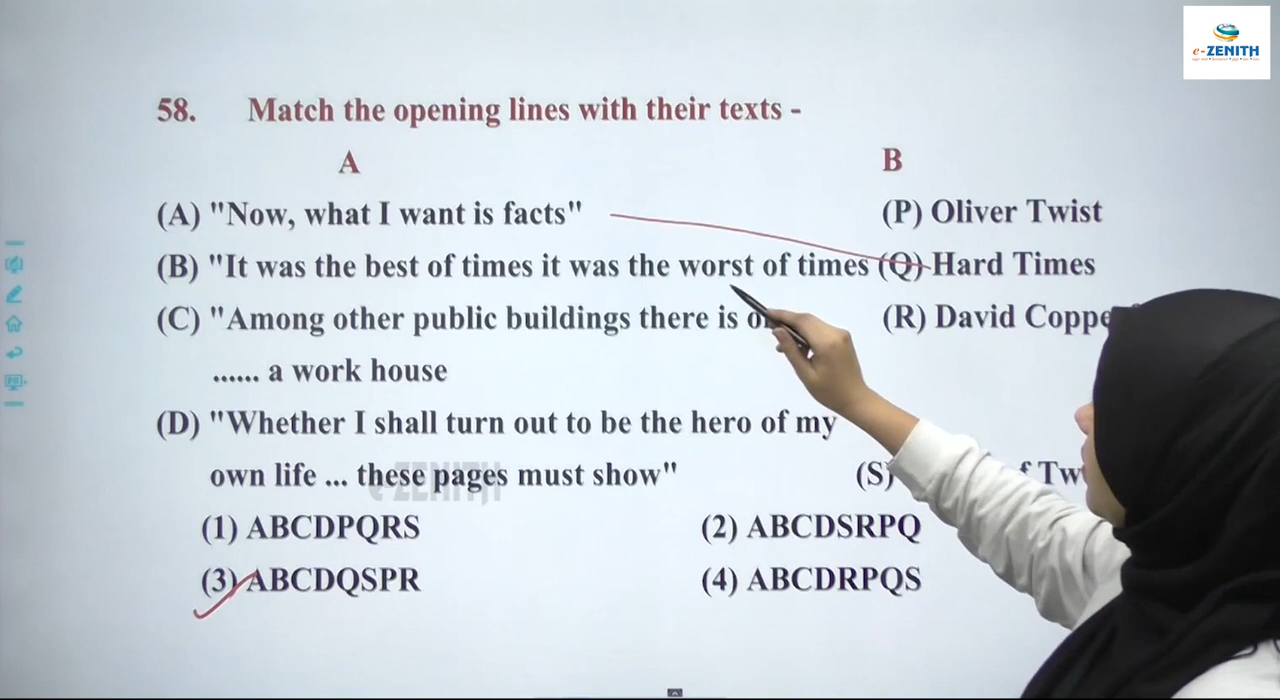 e-ZENITH
58. Match the opening lines with their texts -
A B
(A) "Now, what I want is facts" (P) Oliver Twist
(B) "It was the best of times it was the worst of times (Q) Hard Times
(C) "Among other public buildings there is (R) David
...... a work house
(D) "Whether I shall turn out to be the hero of my
own life ... these pages must show" (S)
e-ZENITH
(1) ABCDPQRS (2) ABCDSRPQ
(3) ABCDQSPR (4) ABCDRPQS